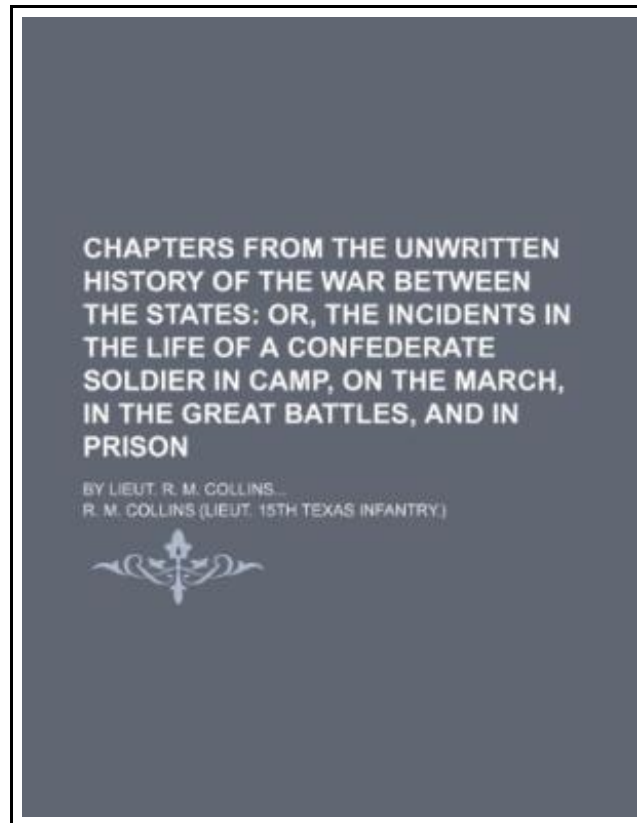 CHAPTERS FROM THE UNWRITTEN
HISTORY OF THE WAR BETWEEN
THE STATES: OR, THE INCIDENTS IN
THE LIFE OF A CONFEDERATE
SOLDIER IN CAMP, ON THE MARCH,
IN THE GREAT BATTLES, AND IN
PRISON
BY LIEUT. R. M. COLLINS...
R. M. COLLINS (LIEUT. 15TH TEXAS INFANTRY.)